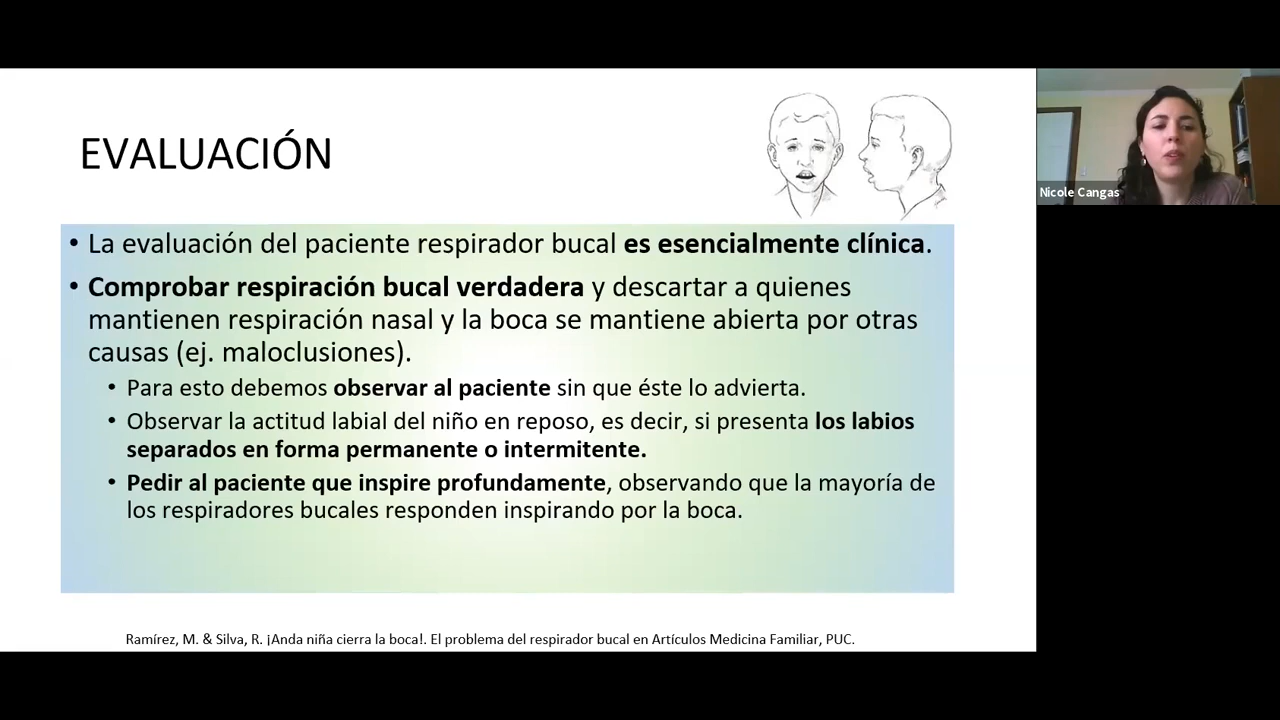 EVALUACIÓN
• La evaluación del paciente respirador bucal es esencialmente clínica.
• Comprobar respiración bucal verdadera y descartar a quienes
mantienen respiración nasal y la boca se mantiene abierta por otras
causas (ej. maloclusiones).
• Para esto debemos observar al paciente sin que éste lo advierta.
• Observar la actitud labial del niño en reposo, es decir, si presenta los labios
separados en forma permanente o intermitente.
• Pedir al paciente que inspire profundamente, observando que la mayoría de
los respiradores bucales responden inspirando por la boca.
Ramírez, M. & Silva, R. ¡Anda niña cierra la boca!. El problema del respirador bucal en Artículos Medicina Familiar, PUC.
Nicole Cangas